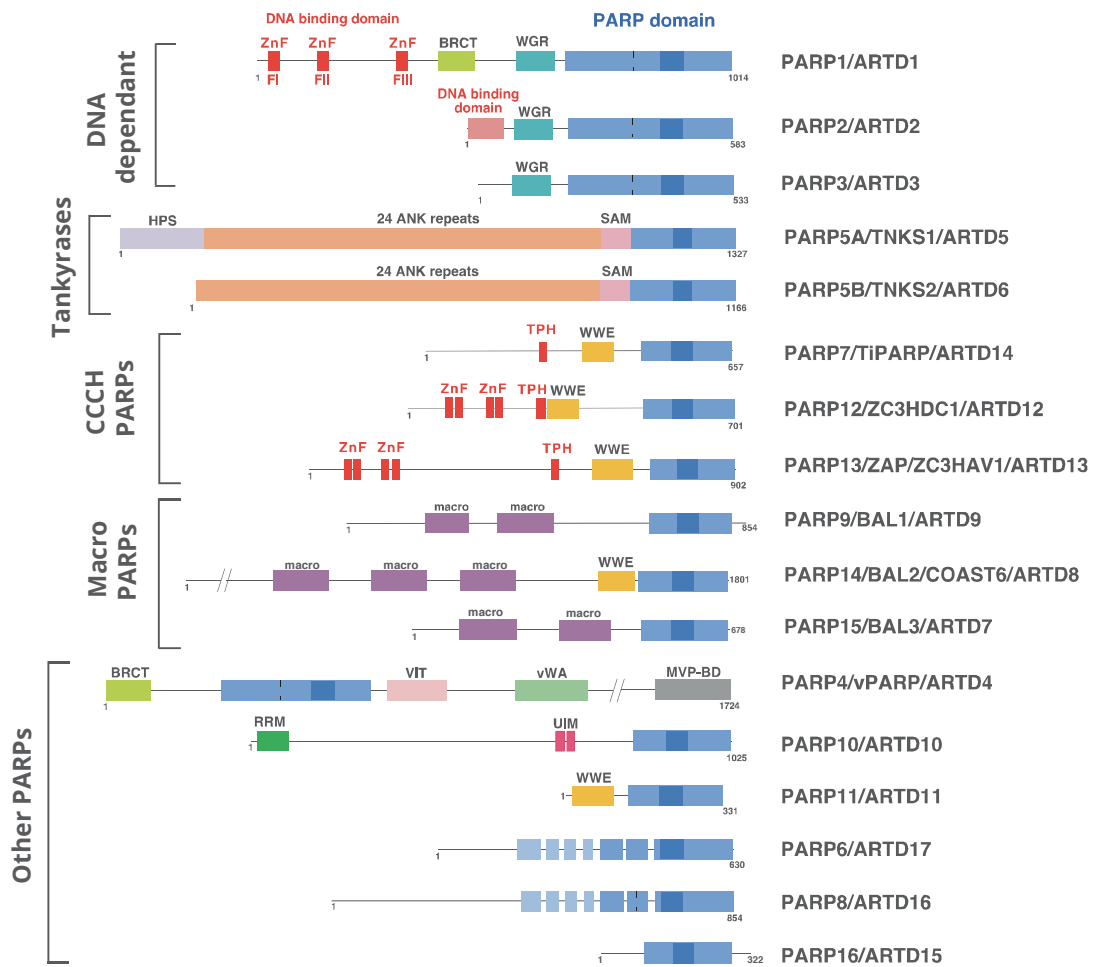 DNA binding domain
PARP domain
ZnF ZnF ZnF BRCT WGR
FI FII FIII
1 1014
PARP1/ARTD1
DNA binding
domain
WGR
1 583
PARP2/ARTD2
WGR
1 533
PARP3/ARTD3
DNA
dependant
HPS 24 ANK repeats SAM
1 1327
PARP5A/TNKS1/ARTD5
24 ANK repeats SAM
1 1166
PARP5B/TNKS2/ARTD6
Tankyrases
TPH WWE
1 657
PARP7/TiPARP/ARTD14
ZnF ZnF TPH WWE
1 701
PARP12/ZC3HDC1/ARTD12
ZnF ZnF TPH WWE
1 902
PARP13/ZAP/ZC3HAV1/ARTD13
CCCH
PARPs
macro macro
1 854
PARP9/BAL1/ARTD9
macro macro macro WWE
1 // 1801
PARP14/BAL2/COAST6/ARTD8
macro macro
1 678
PARP15/BAL3/ARTD7
Macro
PARPs
BRCT VIT vWA MVP-BD
1 // 1724
PARP4/vPARP/ARTD4
RRM UIM
1 1025
PARP10/ARTD10
WWE
1 331
PARP11/ARTD11
1 630
PARP6/ARTD17
1 854
PARP8/ARTD16
1 322
PARP16/ARTD15
Other PARPs